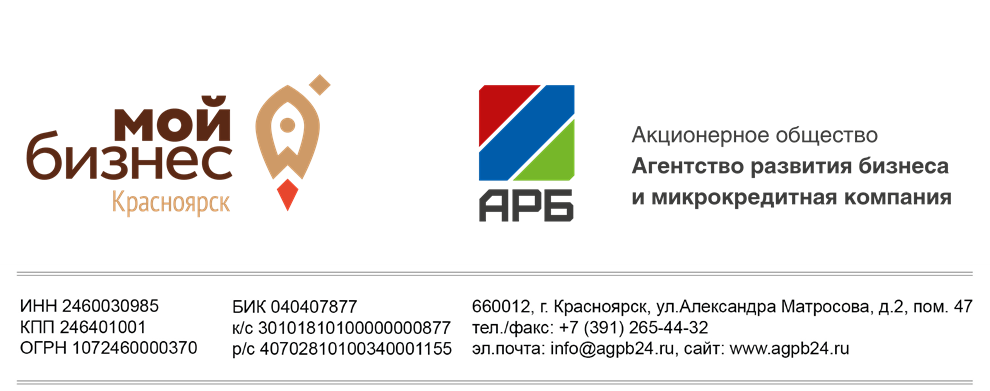 мой
бизнес
Красноярск
АРБ
Акционерное общество
Агентство развития бизнеса
и микрокредитная компания
ИНН 2460030985
КПП 246401001
ОГРН 1072460000370
БИК 040407877
к/с 30101810100000000877
р/с 40702810100340001155
660012, г. Красноярск, ул.Александра Матросова, д.2, пом. 47
тел./факс: +7 (391) 265-44-32
эл.почта: info@agpb24.ru, сайт: www.agpb24.ru